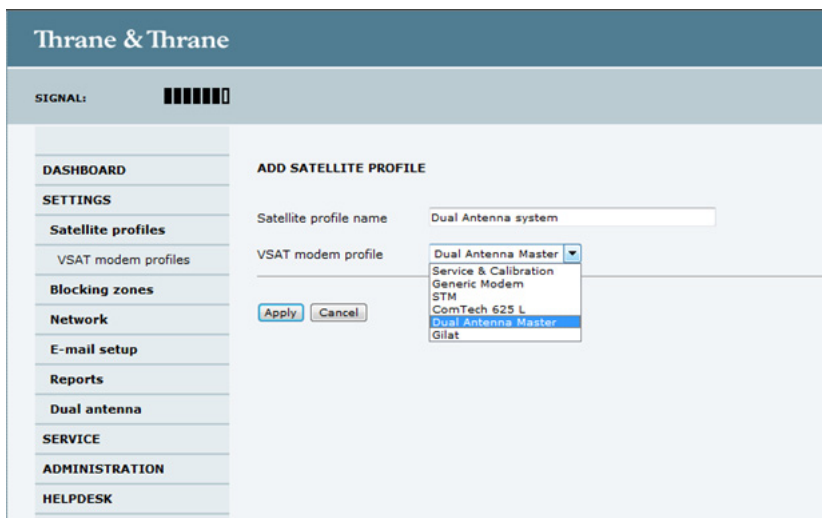 Thrane & Thrane
SIGNAL:
DASHBOARD
SETTINGS
Satellite profiles
VSAT modem profiles
Blocking zones
Network
E-mail setup
Reports
Dual antenna
SERVICE
ADMINISTRATION
HELPDESK
ADD SATELLITE PROFILE
Satellite profile name Dual Antenna system
VSAT modem profile Dual Antenna Master
Service & Calibration
Generic Modem
STM
ComTech 625 L
Dual Antenna Master
Gilat
Apply Cancel